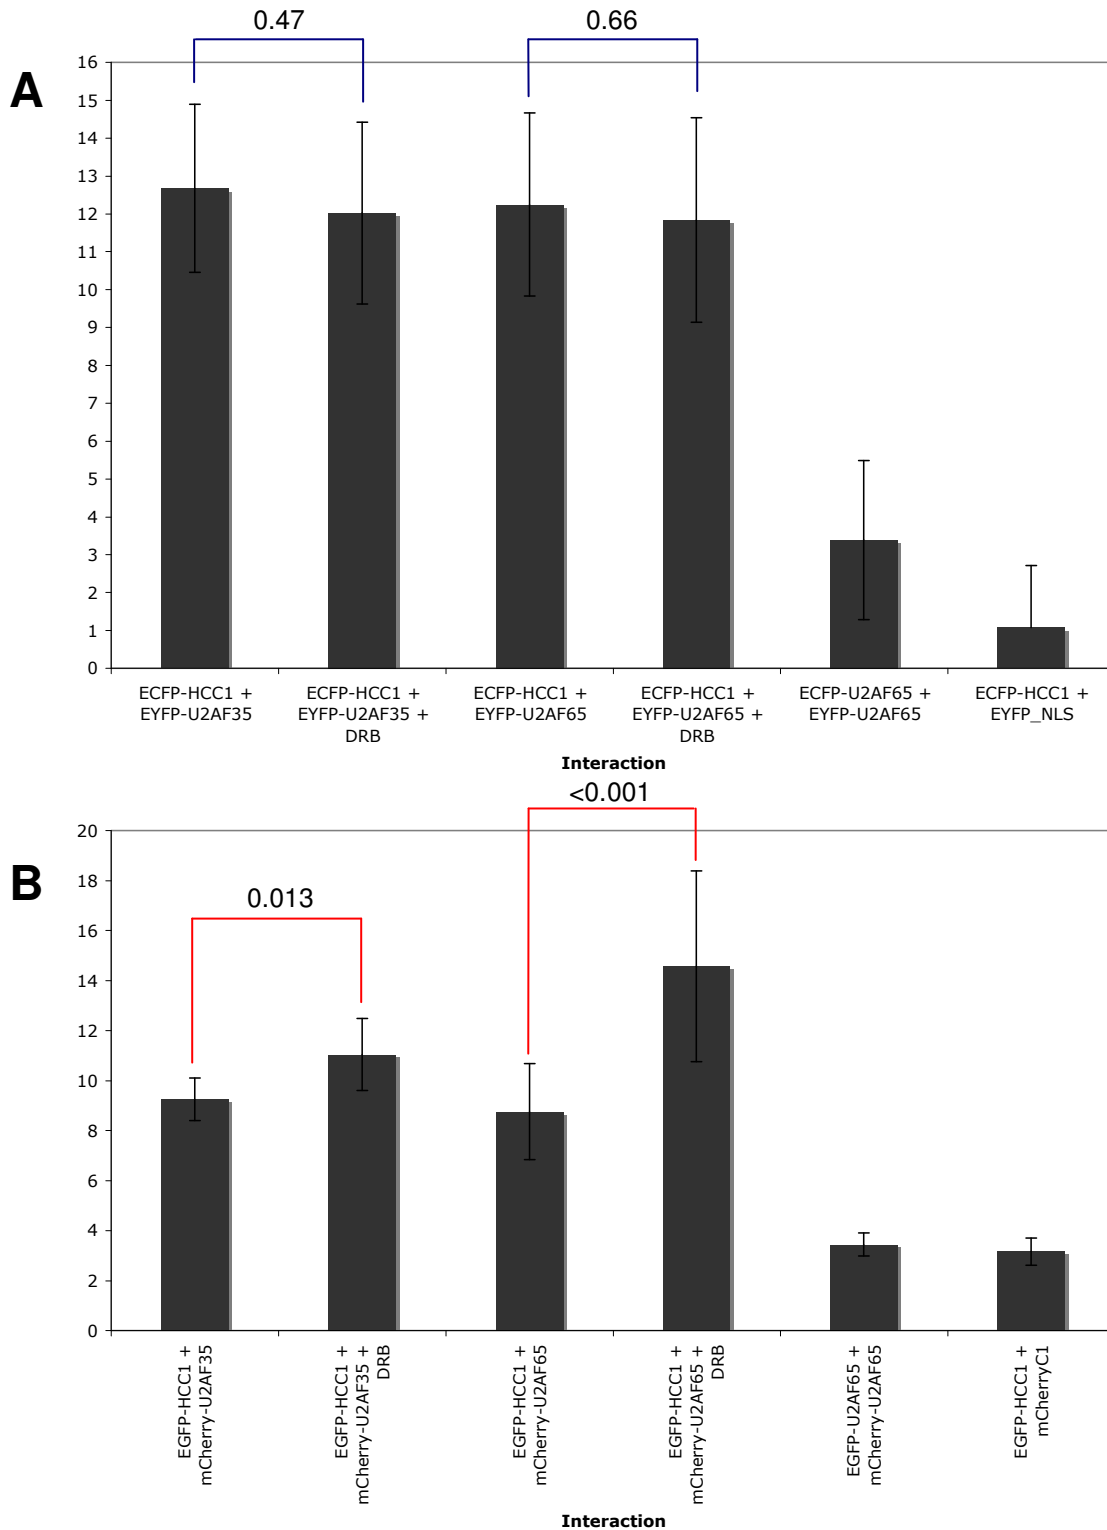 0.47
0.66
A
16
15
14
13
12
11
10
9
8
7
6
5
4
3
2
1
0
ECFP-HCC1 +
EYFP-U2AF35
ECFP-HCC1 +
EYFP-U2AF35 +
DRB
ECFP-HCC1 +
EYFP-U2AF65
ECFP-HCC1 +
EYFP-U2AF65 +
DRB
ECFP-U2AF65 +
EYFP-U2AF65
ECFP-HCC1 +
EYFP_NLS
Interaction
<0.001
B
0.013
20
18
16
14
12
10
8
6
4
2
0
EGFP-HCC1 +
mCherry-U2AF35
EGFP-HCC1 +
mCherry-U2AF35 +
DRB
EGFP-HCC1 +
mCherry-U2AF65
EGFP-HCC1 +
mCherry-U2AF65 +
DRB
EGFP-U2AF65 +
mCherry-U2AF65
EGFP-HCC1 +
mCherryC1
Interaction